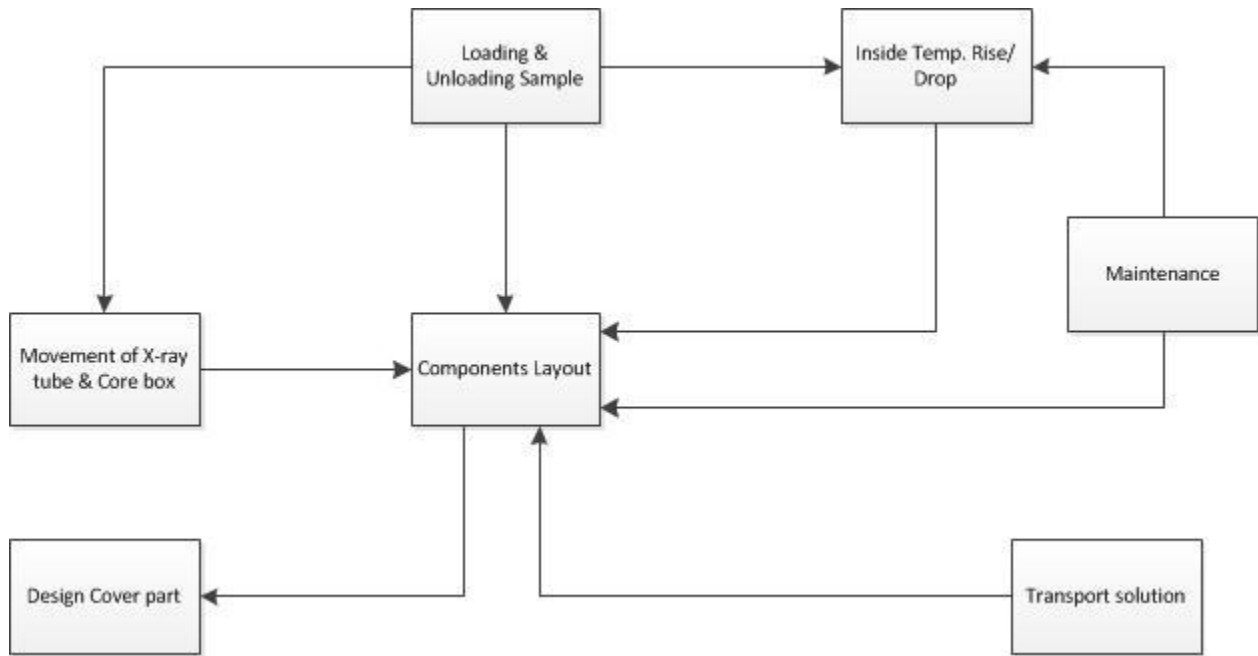 Loading &
Unloading Sample
Inside Temp. Rise/
Drop
Maintenance
Movement of X-ray
tube & Core box
Components Layout
Design Cover part
Transport solution